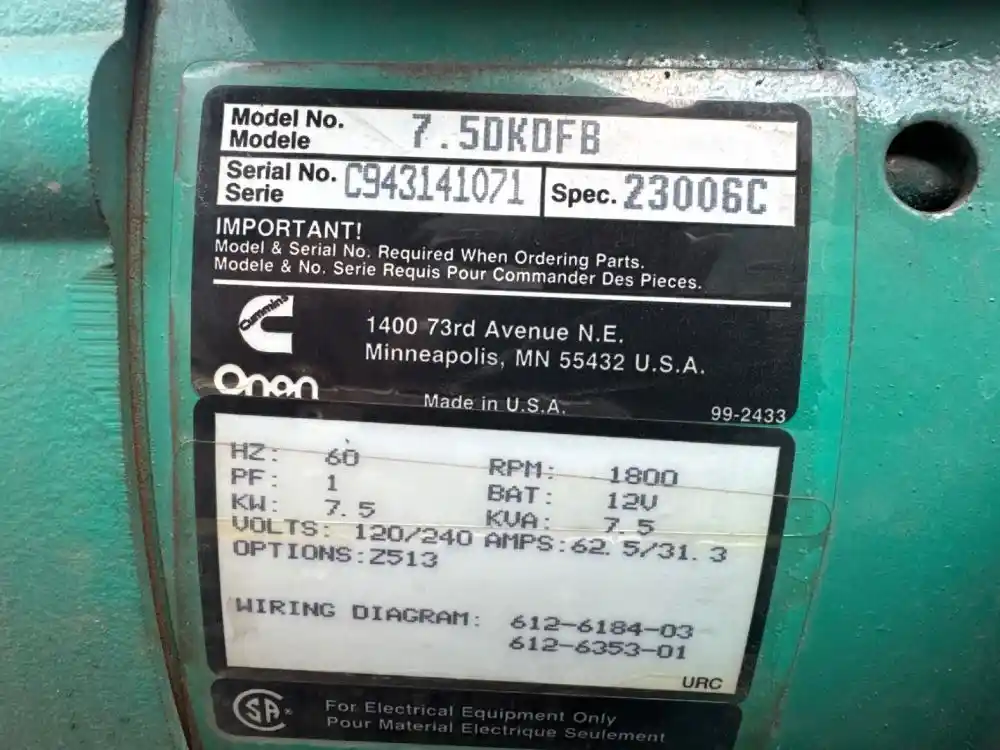 Model No. 7.5DKDFB
Modele
Serial No. C943141071 Spec. 23006C
Serie
IMPORTANT!
Model & Serial No. Required When Ordering Parts.
Modele & No. Serie Requis Pour Commander Des Pieces.
Cummins
1400 73rd Avenue N.E.
Minneapolis, MN 55432 U.S.A.
Onan
Made in U.S.A.
99-2433
HZ: 60 RPM: 1800
PF: 1 BAT: 12V
KW: 7.5 KVA: 7.5
VOLTS: 120/240 AMPS:62.5/31.3
OPTIONS:Z513
WIRING DIAGRAM: 612-6184-03
612-6353-01
URC
SA
For Electrical Equipment Only
Pour Material Electrique Seulement